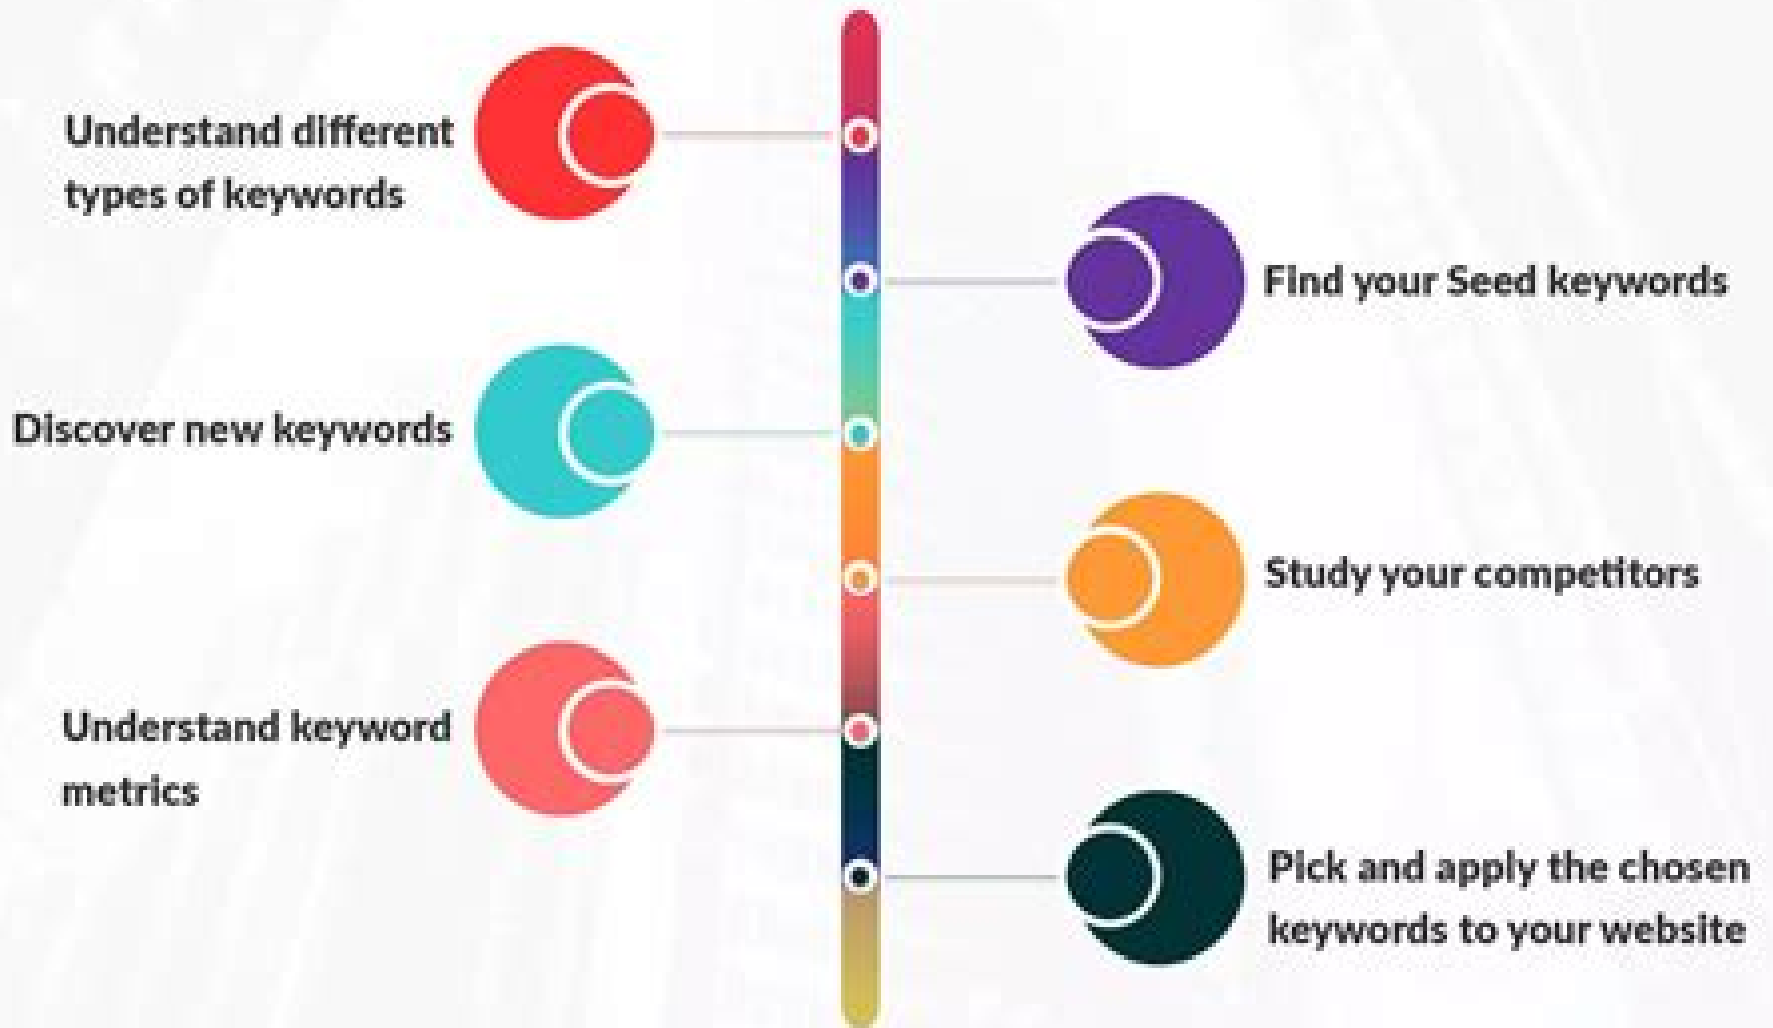 Understand different
types of keywords
Find your Seed keywords
Discover new keywords
Study your competitors
Understand keyword
metrics
Pick and apply the chosen
keywords to your website